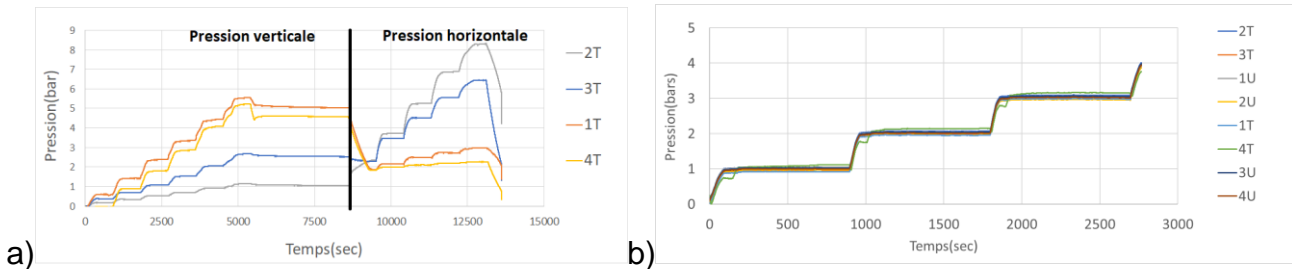 Pression verticale
Pression horizontale
Pression(bar)
9
8
7
6
5
4
3
2
1
0
0
2500
5000
7500
10000
12500
15000
Temps(sec)
2T
3T
1T
4T
a)
Pression(bars)
5
4
3
2
1
0
0
500
1000
1500
2000
2500
3000
Temps(sec)
2T
3T
1U
2U
1T
4T
3U
4U
b)